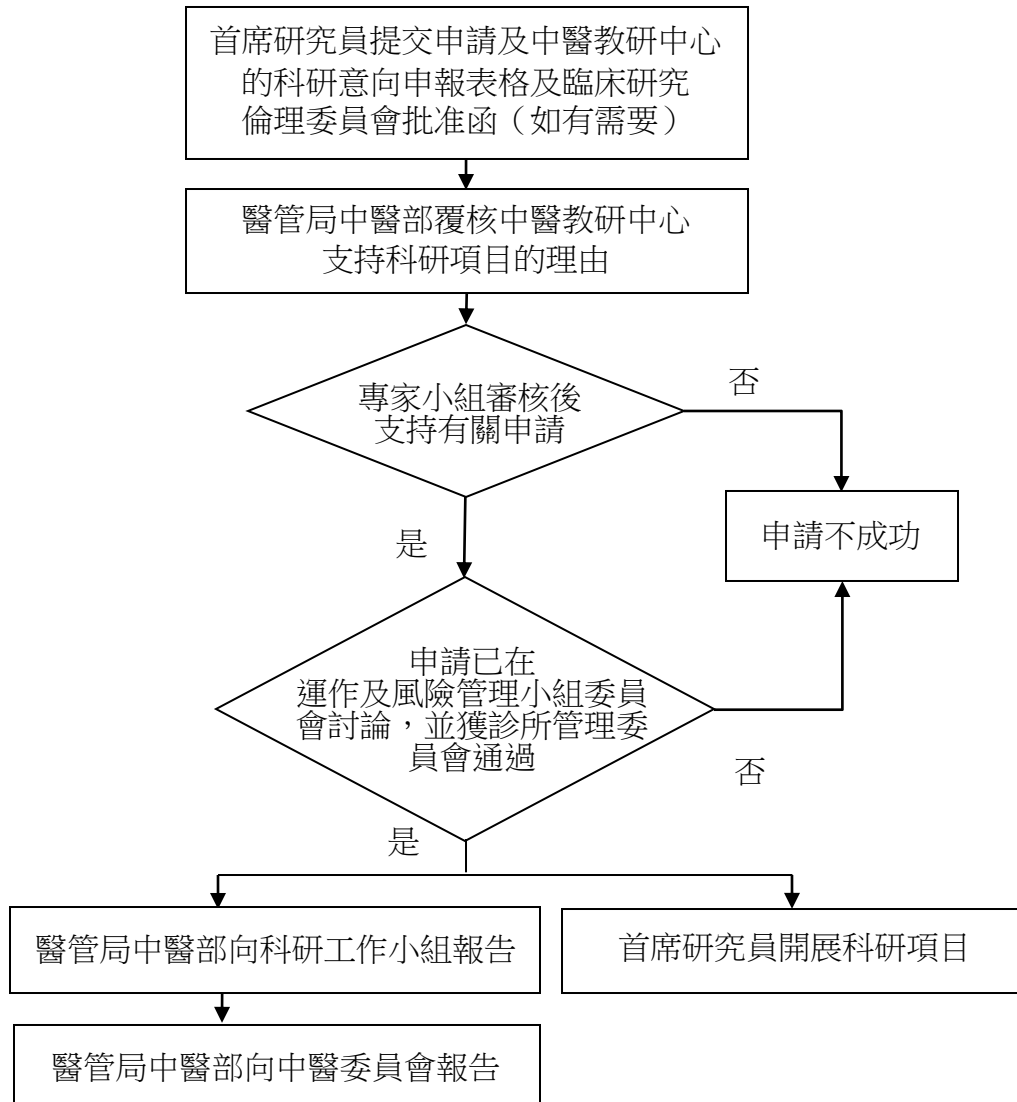 首席研究員提交申請及中醫教研中心
的科研意向申報表格及臨床研究
倫理委員會批准函（如有需要）
醫管局中醫部覆核中醫教研中心
支持科研項目的理由
專家小組審核後
支持有關申請
否
是
申請不成功
申請已在
運作及風險管理小組委員
會討論，並獲診所管理委
員會通過
否
是
醫管局中醫部向科研工作小組報告
首席研究員開展科研項目
醫管局中醫部向中醫委員會報告